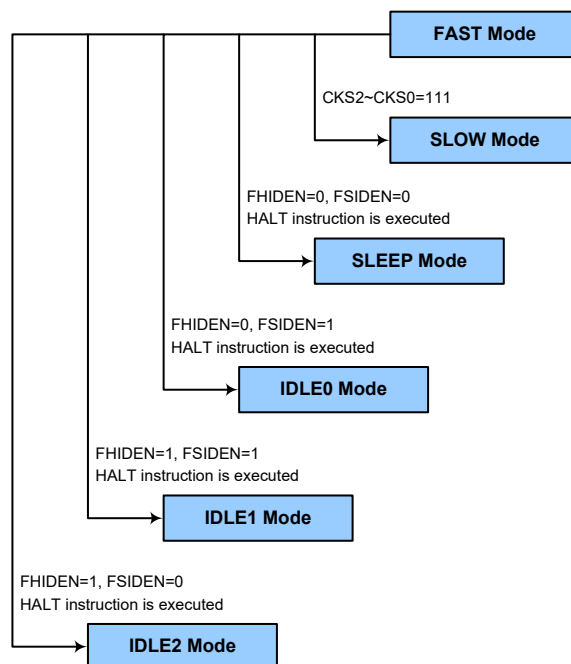 FAST Mode
CKS2~CKS0=111
SLOW Mode
FHIDEN=0, FSIDEN=0
HALT instruction is executed
SLEEP Mode
FHIDEN=0, FSIDEN=1
HALT instruction is executed
IDLE0 Mode
FHIDEN=1, FSIDEN=1
HALT instruction is executed
IDLE1 Mode
FHIDEN=1, FSIDEN=0
HALT instruction is executed
IDLE2 Mode